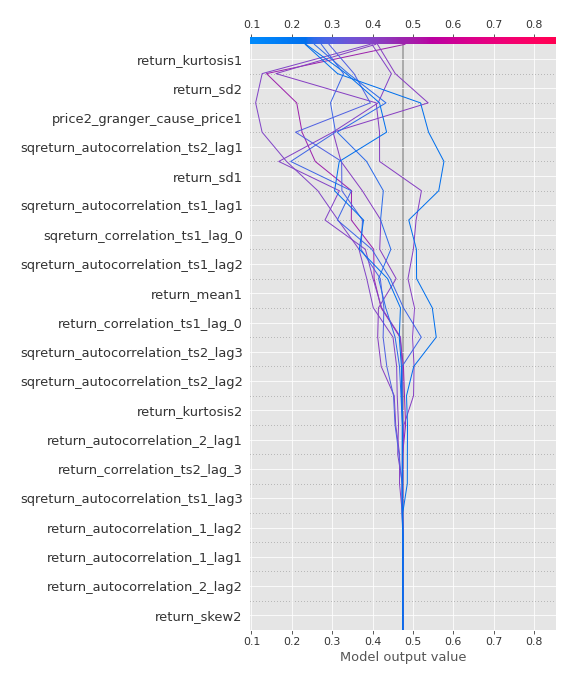 0.1 0.2 0.3 0.4 0.5 0.6 0.7 0.8
return_kurtosis1
return_sd2
price2_granger_cause_price1
sqreturn_autocorrelation_ts2_lag1
return_sd1
sqreturn_autocorrelation_ts1_lag1
sqreturn_correlation_ts1_lag_0
sqreturn_autocorrelation_ts1_lag2
return_mean1
return_correlation_ts1_lag_0
sqreturn_autocorrelation_ts2_lag3
sqreturn_autocorrelation_ts2_lag2
return_kurtosis2
return_autocorrelation_2_lag1
return_correlation_ts2_lag_3
sqreturn_autocorrelation_ts1_lag3
return_autocorrelation_1_lag2
return_autocorrelation_1_lag1
return_autocorrelation_2_lag2
return_skew2
0.1 0.2 0.3 0.4 0.5 0.6 0.7 0.8
Model output value